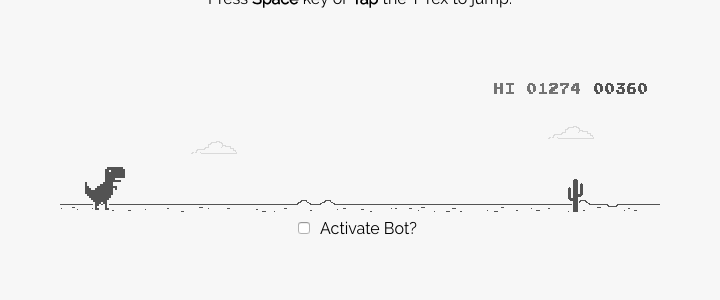 Press Space key or Tap the T-rex to jump.
HI 01274 00360
Activate Bot?